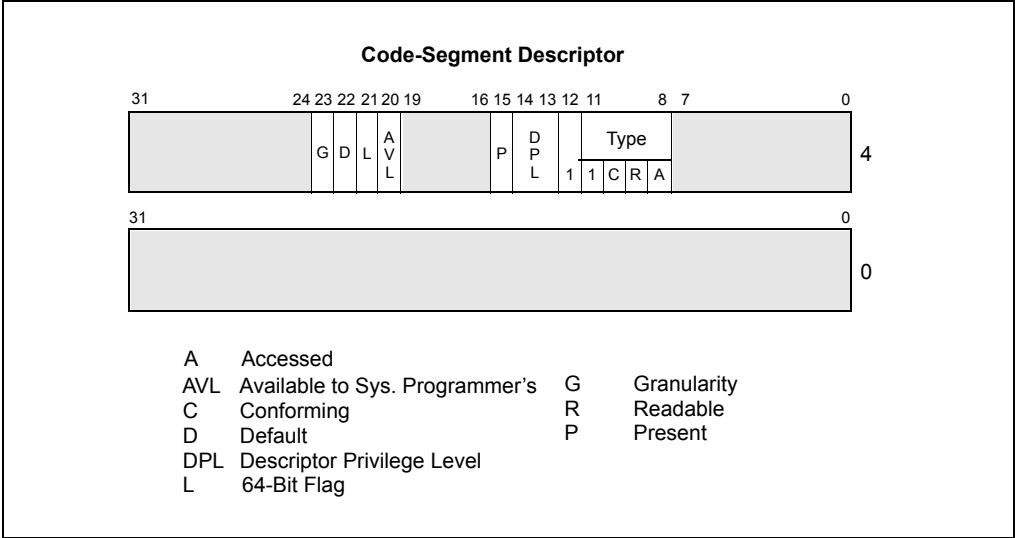 Code-Segment Descriptor
31 24 23 22 21 20 19 16 15 14 13 12 11 8 7 0
G D L AVL P DPL Type 4
1 1 C R A
31 0
0
A Accessed
AVL Available to Sys. Programmer's
C Conforming
D Default
DPL Descriptor Privilege Level
L 64-Bit Flag
G Granularity
R Readable
P Present